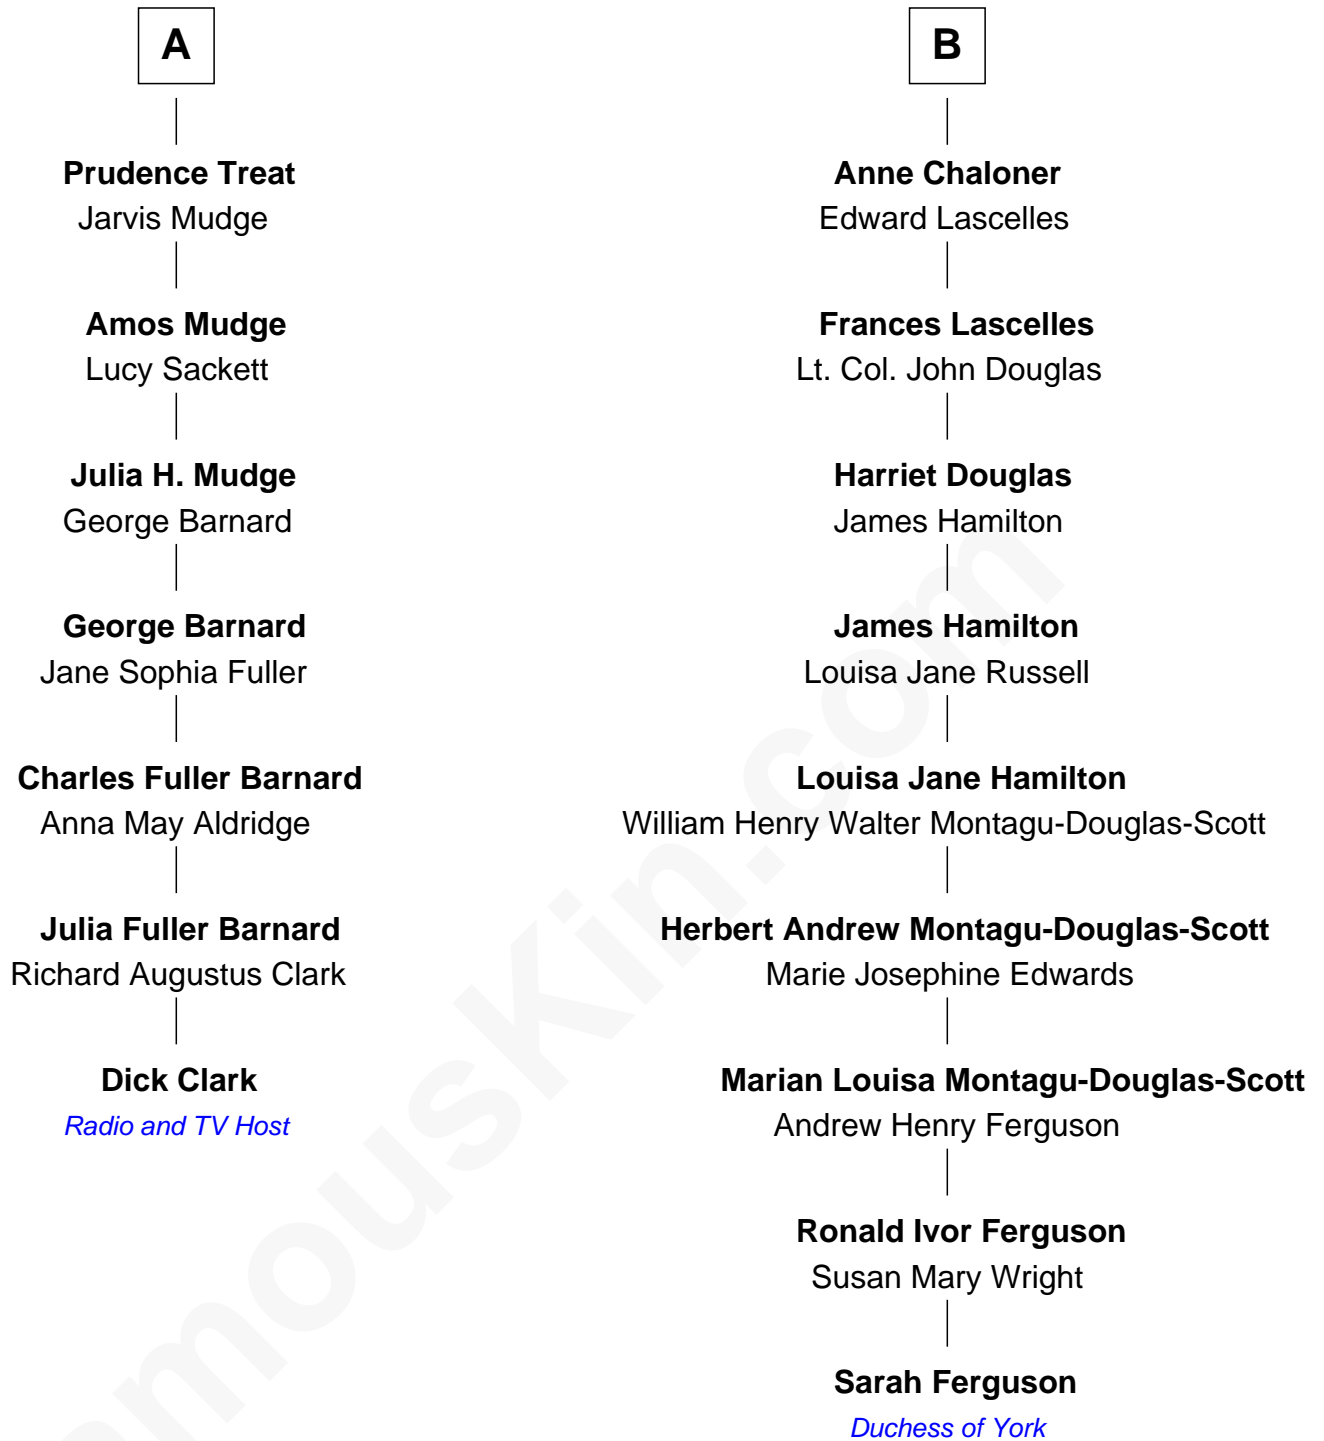 A
Prudence Treat
Jarvis Mudge
Amos Mudge
Lucy Sackett
Julia H. Mudge
George Barnard
George Barnard
Jane Sophia Fuller
Charles Fuller Barnard
Anna May Aldridge
Julia Fuller Barnard
Richard Augustus Clark
Dick Clark
Radio and TV Host
B
Anne Chaloner
Edward Lascelles
Frances Lascelles
Lt. Col. John Douglas
Harriet Douglas
James Hamilton
James Hamilton
Louisa Jane Russell
Louisa Jane Hamilton
William Henry Walter Montagu-Douglas-Scott
Herbert Andrew Montagu-Douglas-Scott
Marie Josephine Edwards
Marian Louisa Montagu-Douglas-Scott
Andrew Henry Ferguson
Ronald Ivor Ferguson
Susan Mary Wright
Sarah Ferguson
Duchess of York
mouskin.com